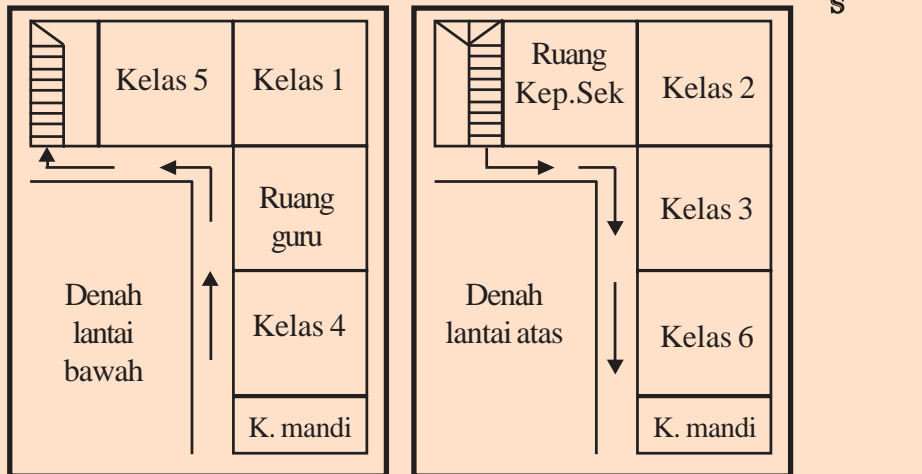 Kelas 5
Kelas 1
Ruang
guru
Kelas 4
K. mandi
Denah
lantai
bawah
Ruang
Kep.Sek
Kelas 2
Kelas 3
Kelas 6
K. mandi
Denah
lantai atas
s